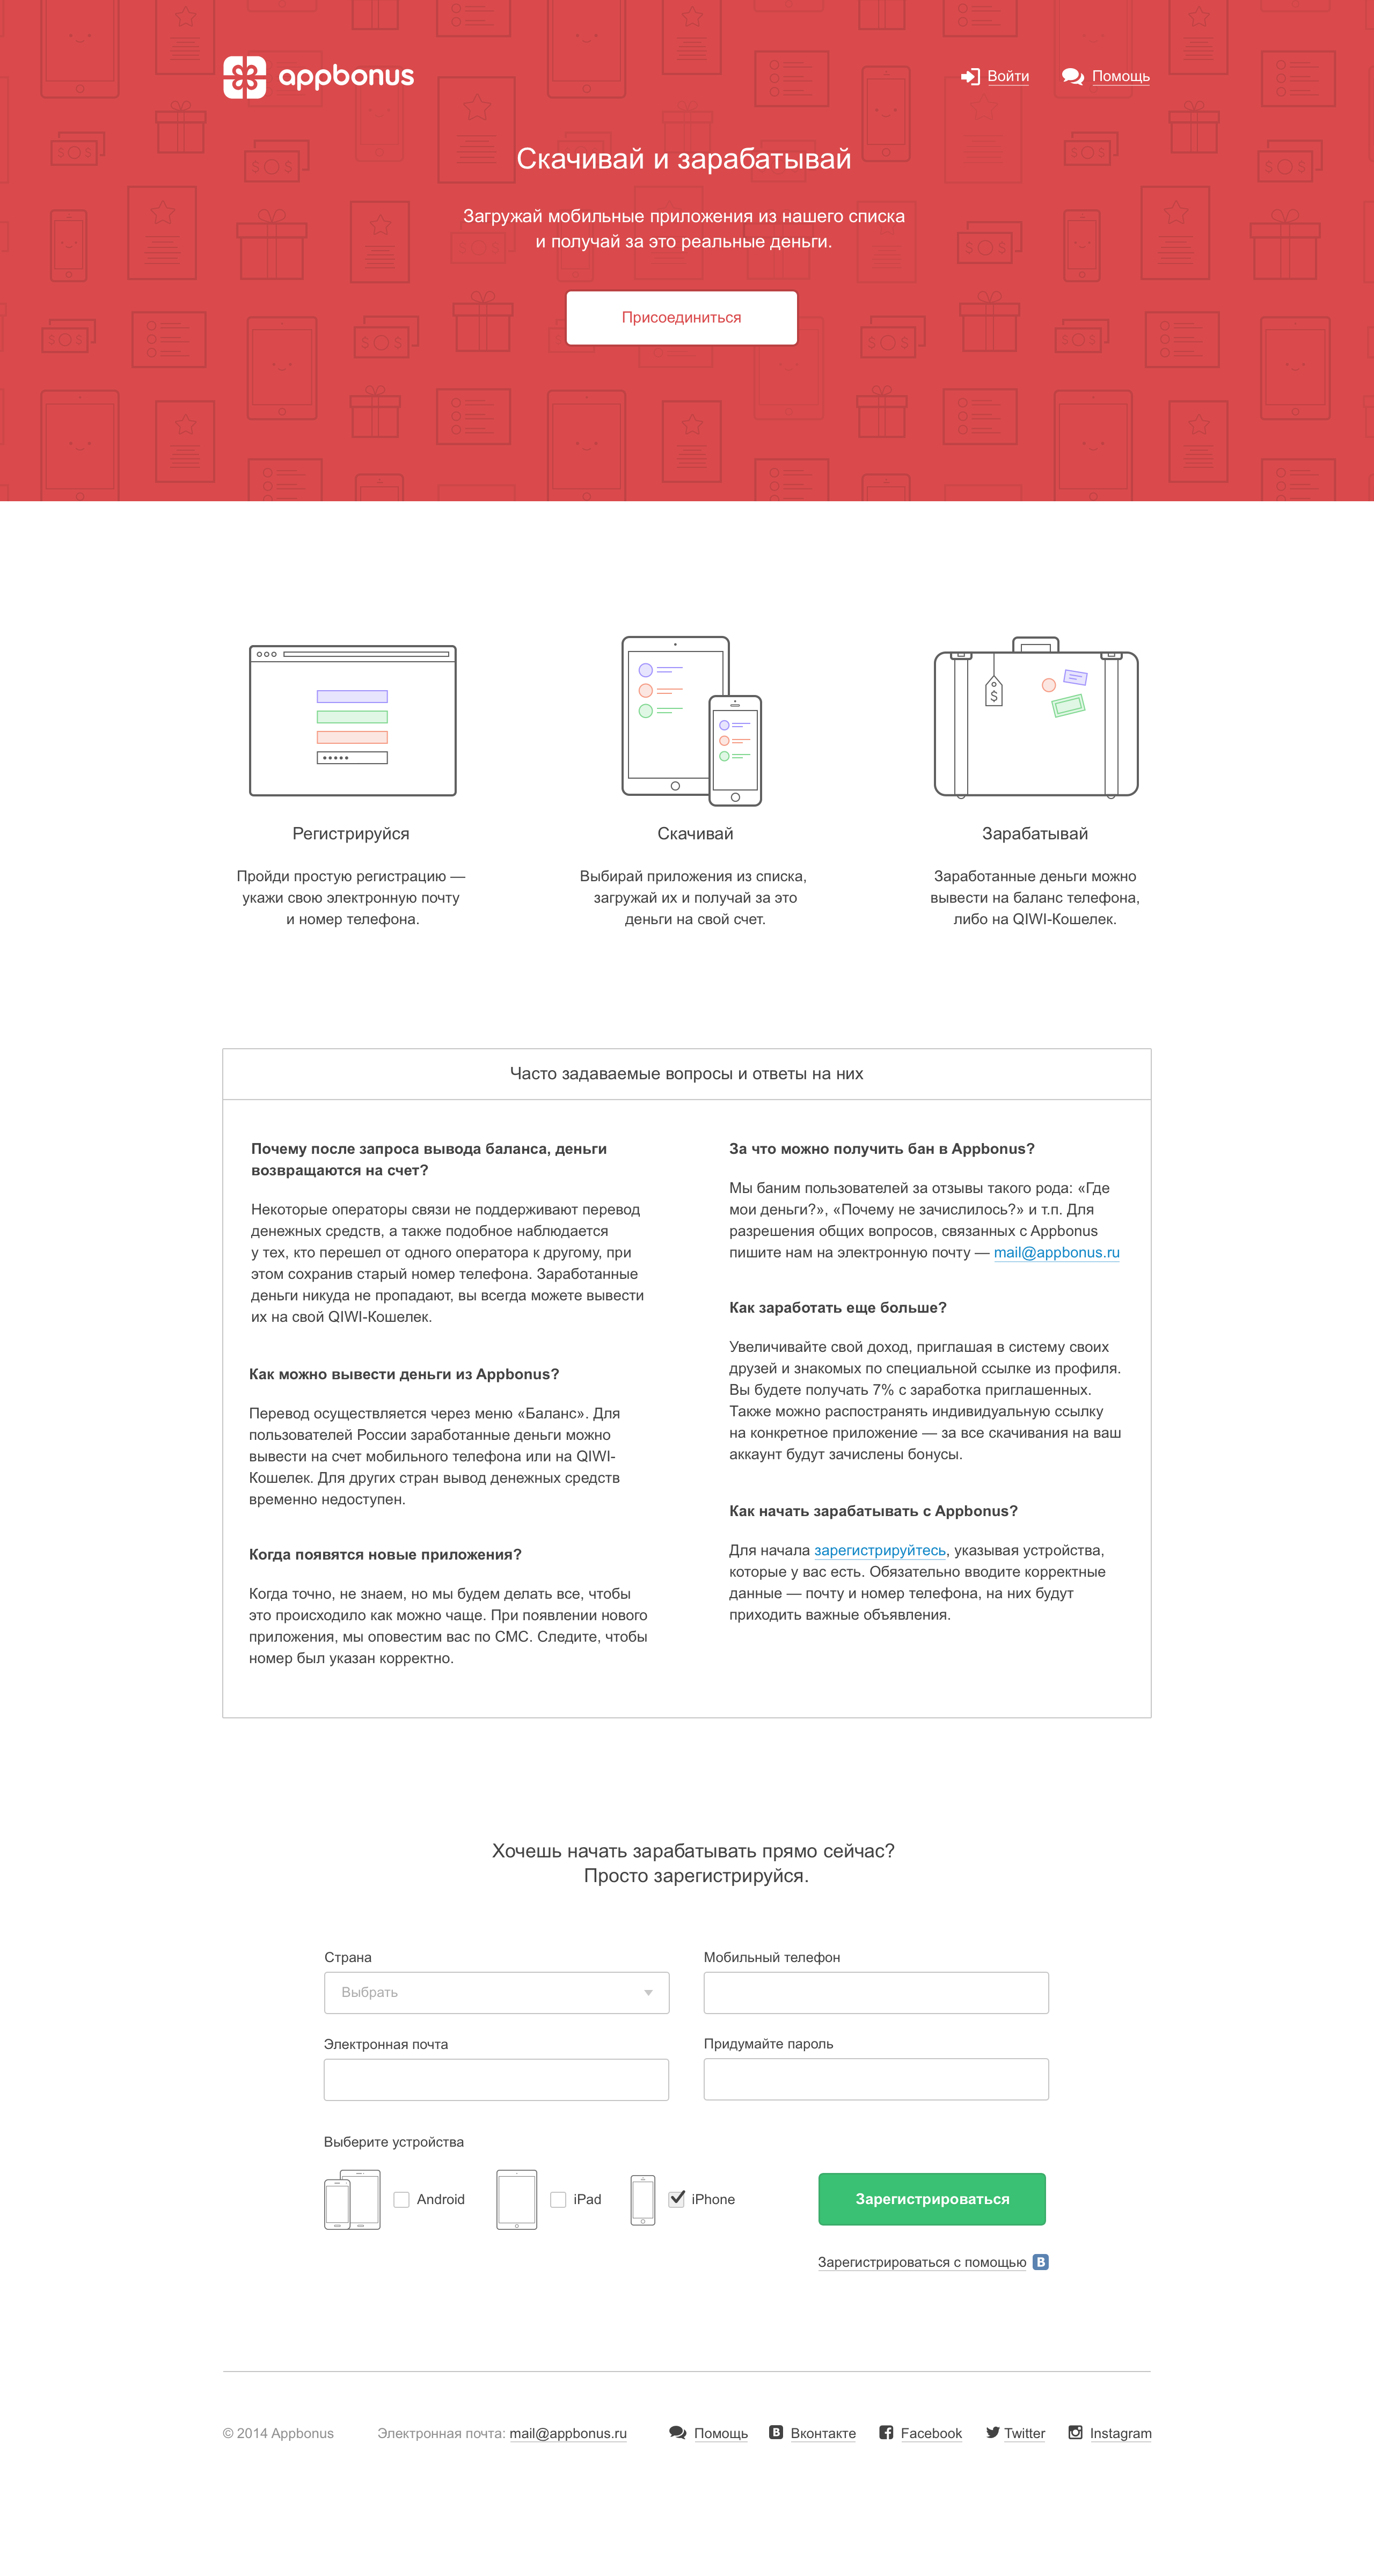 appbonus
Войти
Помощь
Скачивай и зарабатывай
Загружай мобильные приложения из нашего списка
и получай за это реальные деньги.
Присоединиться
Регистрируйся
Пройди простую регистрацию —
укажи свою электронную почту
и номер телефона.
Скачивай
Выбирай приложения из списка,
загружай их и получай за это
деньги на свой счет.
Зарабатывай
Заработанные деньги можно
вывести на баланс телефона,
либо на QIWI-Кошелек.
Часто задаваемые вопросы и ответы на них
Почему после запроса вывода баланса, деньги
возвращаются на счет?
Некоторые операторы связи не поддерживают перевод
денежных средств, а также подобное наблюдается
у тех, кто перешел от одного оператора к другому, при
этом сохранив старый номер телефона. Заработанные
деньги никуда не пропадают, вы всегда можете вывести
их на свой QIWI-Кошелек.
Как можно вывести деньги из Appbonus?
Перевод осуществляется через меню «Баланс». Для
пользователей России заработанные деньги можно
вывести на счет мобильного телефона или на QIWI-
Кошелек. Для других стран вывод денежных средств
временно недоступен.
Когда появятся новые приложения?
Когда точно, не знаем, но мы будем делать все, чтобы
это происходило как можно чаще. При появлении нового
приложения, мы оповестим вас по СМС. Следите, чтобы
номер был указан корректно.
За что можно получить бан в Appbonus?
Мы баним пользователей за отзывы такого рода: «Где
мои деньги?», «Почему не зачислилось?» и т.п. Для
разрешения общих вопросов, связанных с Appbonus
пишите нам на электронную почту — mail@appbonus.ru
Как заработать еще больше?
Увеличивайте свой доход, приглашая в систему своих
друзей и знакомых по специальной ссылке из профиля.
Вы будете получать 7% с заработка приглашенных.
Также можно распостранять индивидуальную ссылку
на конкретное приложение — за все скачивания на ваш
аккаунт будут зачислены бонусы.
Как начать зарабатывать с Appbonus?
Для начала зарегистрируйтесь, указывая устройства,
которые у вас есть. Обязательно вводите корректные
данные — почту и номер телефона, на них будут
приходить важные объявления.
Хочешь начать зарабатывать прямо сейчас?
Просто зарегистрируйся.
Страна
Выбрать
Мобильный телефон
Электронная почта
Придумайте пароль
Выберите устройства
Android
iPad
iPhone
Зарегистрироваться
Зарегистрироваться с помощью
© 2014 Appbonus
Электронная почта: mail@appbonus.ru
Помощь
Вконтакте
Facebook
Twitter
Instagram